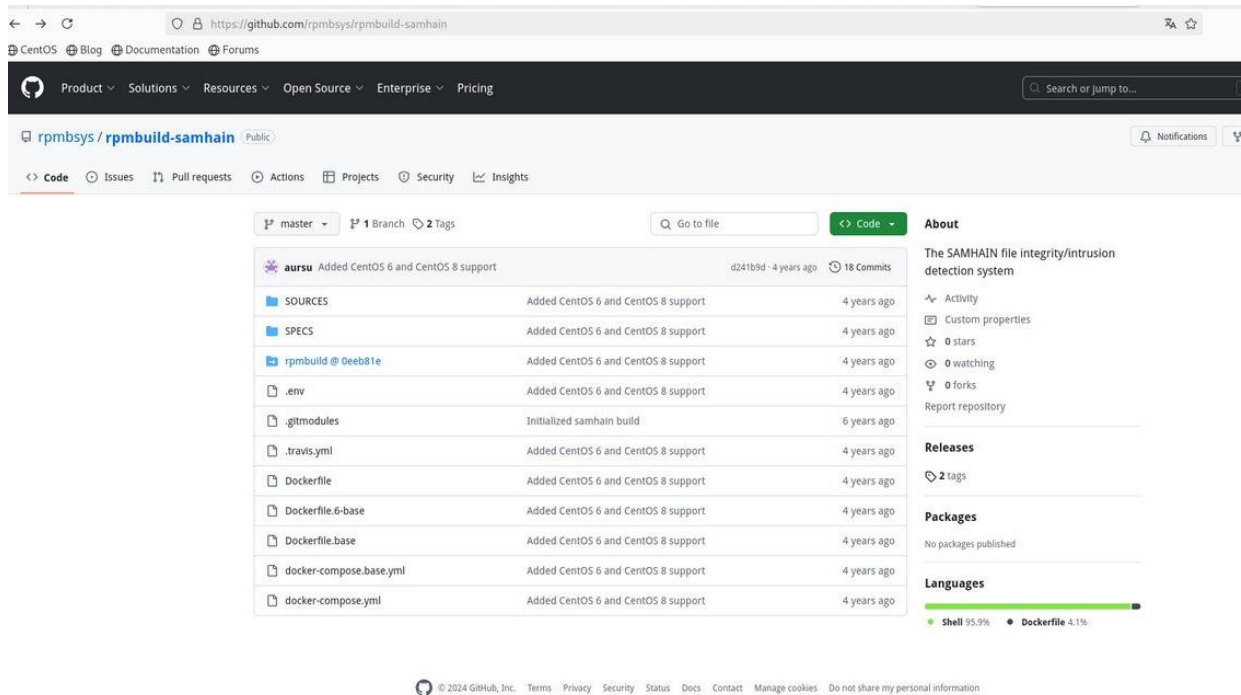 https://github.com/rpmbsys/rpmbuild-samhain
CentOS Blog Documentation Forums
Product Solutions Resources Open Source Enterprise Pricing
Search or jump to...
rpmbsys / rpmbuild-samhain Public
Notifications
Code Issues Pull requests Actions Projects Security Insights
master 1 Branch 2 Tags Go to file Code
aursu Added CentOS 6 and CentOS 8 support d241b9d · 4 years ago 18 Commits
SOURCES Added CentOS 6 and CentOS 8 support 4 years ago
SPECS Added CentOS 6 and CentOS 8 support 4 years ago
rpmbuild @ 0eeb81e Added CentOS 6 and CentOS 8 support 4 years ago
.env Added CentOS 6 and CentOS 8 support 4 years ago
.gitmodules Initialized samhain build 6 years ago
.travis.yml Added CentOS 6 and CentOS 8 support 4 years ago
Dockerfile Added CentOS 6 and CentOS 8 support 4 years ago
Dockerfile.6-base Added CentOS 6 and CentOS 8 support 4 years ago
Dockerfile.base Added CentOS 6 and CentOS 8 support 4 years ago
docker-compose.base.yml Added CentOS 6 and CentOS 8 support 4 years ago
docker-compose.yml Added CentOS 6 and CentOS 8 support 4 years ago
About
The SAMHAIN file integrity/intrusion
detection system
Activity
Custom properties
0 stars
0 watching
0 forks
Report repository
Releases
2 tags
Packages
No packages published
Languages
Shell 95.9% Dockerfile 4.1%
© 2024 GitHub, Inc. Terms Privacy Security Status Docs Contact Manage cookies Do not share my personal information